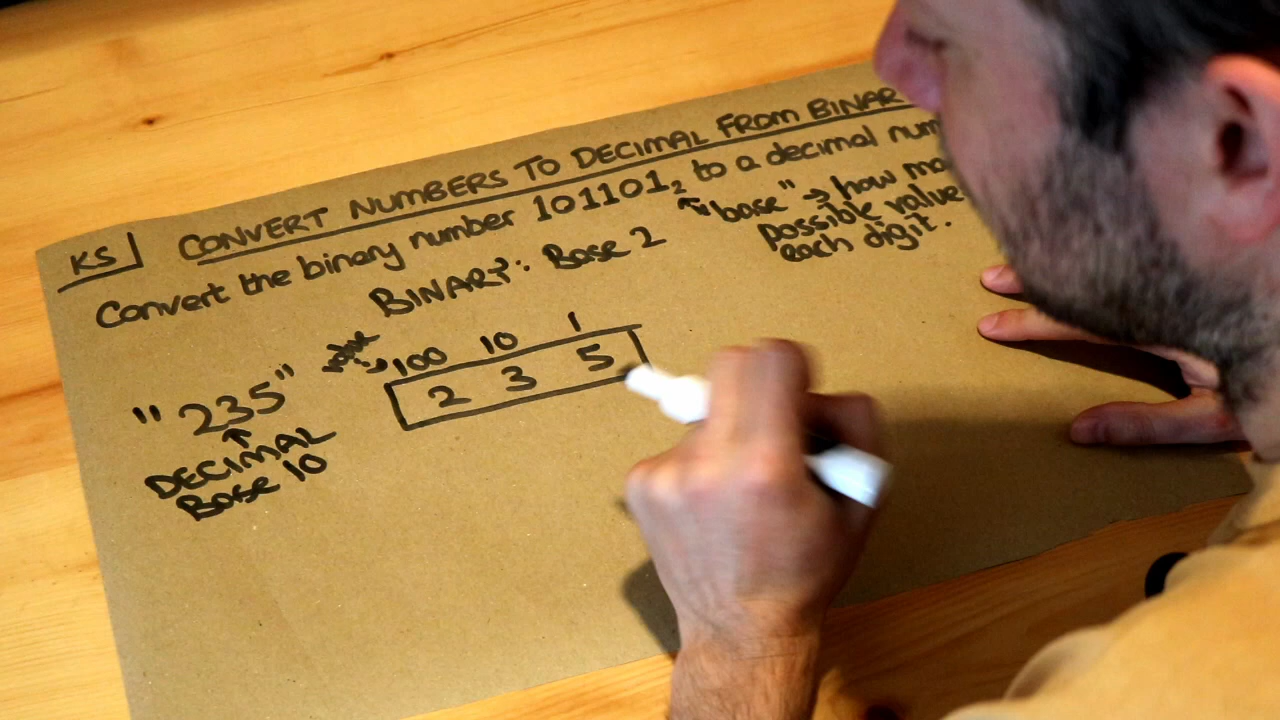 KS
CONVERT NUMBERS TO DECIMAL FROM BINAR
Convert the binary number 101101₂ to a decimal num
"base" → how
possible value
each digit.
BINARY: Base 2
100 10 1
2 3 5
"235"
DECIMAL
Base 10